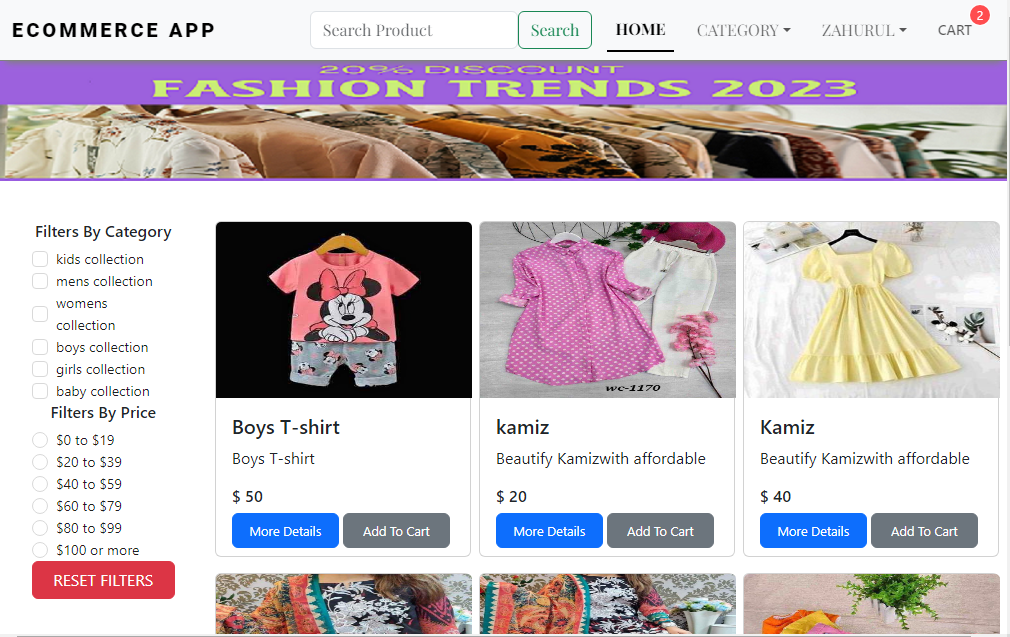 ECOMMERCE APP
Search Product
Search
HOME
CATEGORY
ZAHURUL
CART
2
20% DISCOUNT
FASHION TRENDS 2023
Filters By Category
kids collection
mens collection
womens
collection
boys collection
girls collection
baby collection
Filters By Price
$0 to $19
$20 to $39
$40 to $59
$60 to $79
$80 to $99
$100 or more
RESET FILTERS
Boys T-shirt
Boys T-shirt
$ 50
More Details
Add To Cart
wc-1170
kamiz
Beautify Kamizwith affordable
$ 20
More Details
Add To Cart
Kamiz
Beautify Kamizwith affordable
$ 40
More Details
Add To Cart